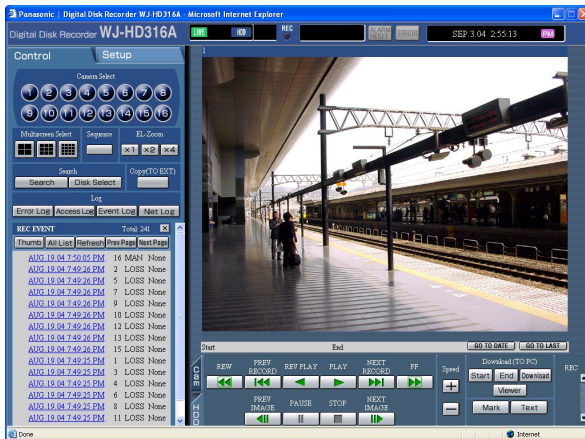 Panasonic | Digital Disk Recorder WJ-HD316A - Microsoft Internet Explorer
Digital Disk Recorder WJ-HD316A
LIVE HDD REC ALARM RESET ERROR SEP.3.04 2:55:13 PM
Control Setup
1
Camera Select
1 2 3 4 5 6 7 8
9 10 11 12 13 14 15 16
Multiscreen Select Sequence EL-Zoom
×1 ×2 ×4
Search Copy(TO EXT)
Search Disk Select
Log
Error Log Access Log Event Log Net Log
REC EVENT Total: 241 X
Thumb All List Refresh Prev Page Next Page
AUG.19.04 7:50:05 PM 16 MAN None
AUG.19.04 7:49:26 PM 2 LOSS None
AUG.19.04 7:49:26 PM 5 LOSS None
AUG.19.04 7:49:26 PM 7 LOSS None
AUG.19.04 7:49:26 PM 9 LOSS None
AUG.19.04 7:49:26 PM 10 LOSS None
AUG.19.04 7:49:26 PM 12 LOSS None
AUG.19.04 7:49:26 PM 13 LOSS None
AUG.19.04 7:49:26 PM 15 LOSS None
AUG.19.04 7:49:25 PM 1 LOSS None
AUG.19.04 7:49:25 PM 3 LOSS None
AUG.19.04 7:49:25 PM 4 LOSS None
AUG.19.04 7:49:25 PM 6 LOSS None
AUG.19.04 7:49:25 PM 8 LOSS None
AUG.19.04 7:49:25 PM 11 LOSS None
Start End GO TO DATE GO TO LAST
Cam
HDD
REW PREV RECORD REV PLAY PLAY NEXT RECORD FF
PREV IMAGE PAUSE STOP NEXT IMAGE
Speed
Download (TO PC)
Start End Download
Viewer
Mark Text
REC
Done Internet